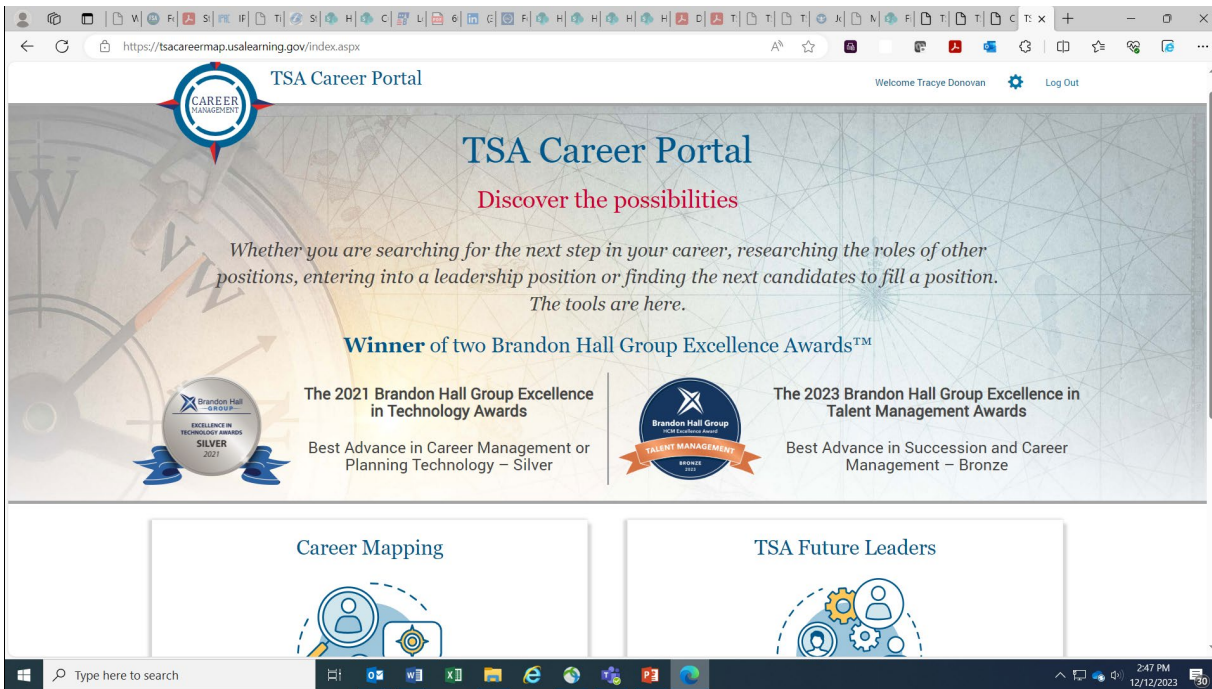 https://tsacareermap.usalearning.gov/index.aspx
CAREER
MANAGEMENT
TSA Career Portal
Welcome Tracye Donovan
Log Out
TSA Career Portal
Discover the possibilities
Whether you are searching for the next step in your career, researching the roles of other
positions, entering into a leadership position or finding the next candidates to fill a position.
The tools are here.
Winner of two Brandon Hall Group Excellence Awards™
Brandon Hall
GROUP
EXCELLENCE IN
TECHNOLOGY AWARDS
SILVER
2021
The 2021 Brandon Hall Group Excellence
in Technology Awards
Best Advance in Career Management or
Planning Technology – Silver
Brandon Hall Group
HCM Excellence Award
TALENT MANAGEMENT
BRONZE
2023
The 2023 Brandon Hall Group Excellence in
Talent Management Awards
Best Advance in Succession and Career
Management – Bronze
Career Mapping
TSA Future Leaders
Type here to search
2:47 PM
12/12/2023
30